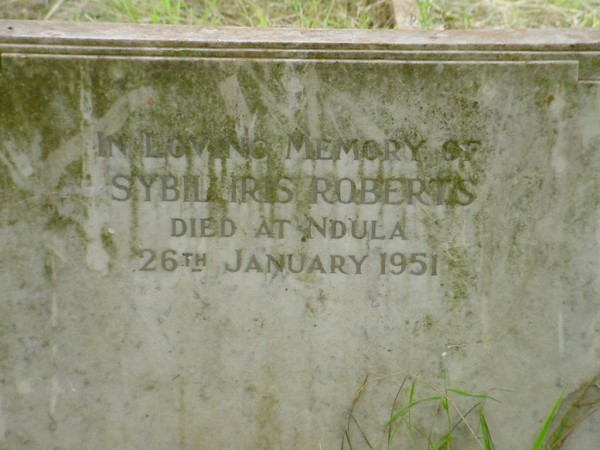 In Loving Memory of
SYBIL IRIS ROBERTS
DIED AT NDULA
26TH JANUARY 1951